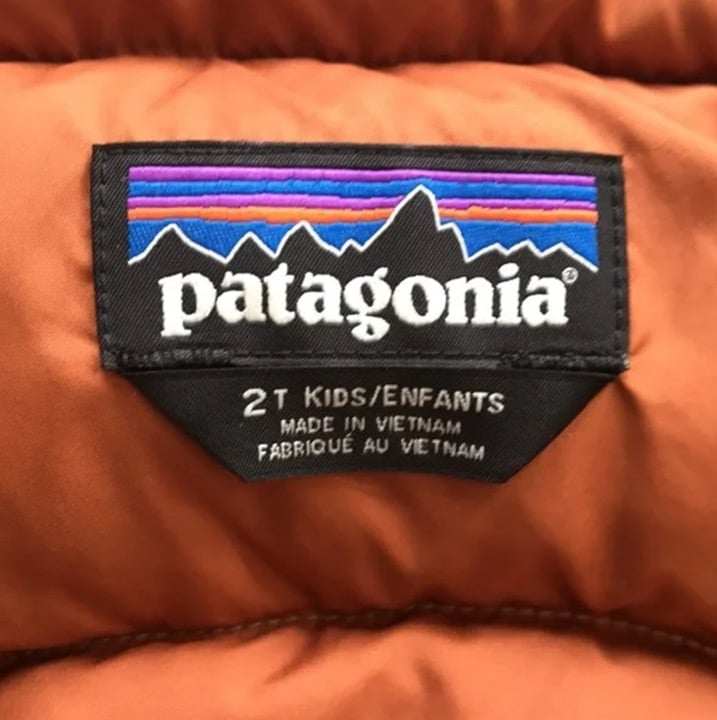 patagonia®
2T KIDS/ENFANTS
MADE IN VIETNAM
FABRIQUÉ AU VIETNAM